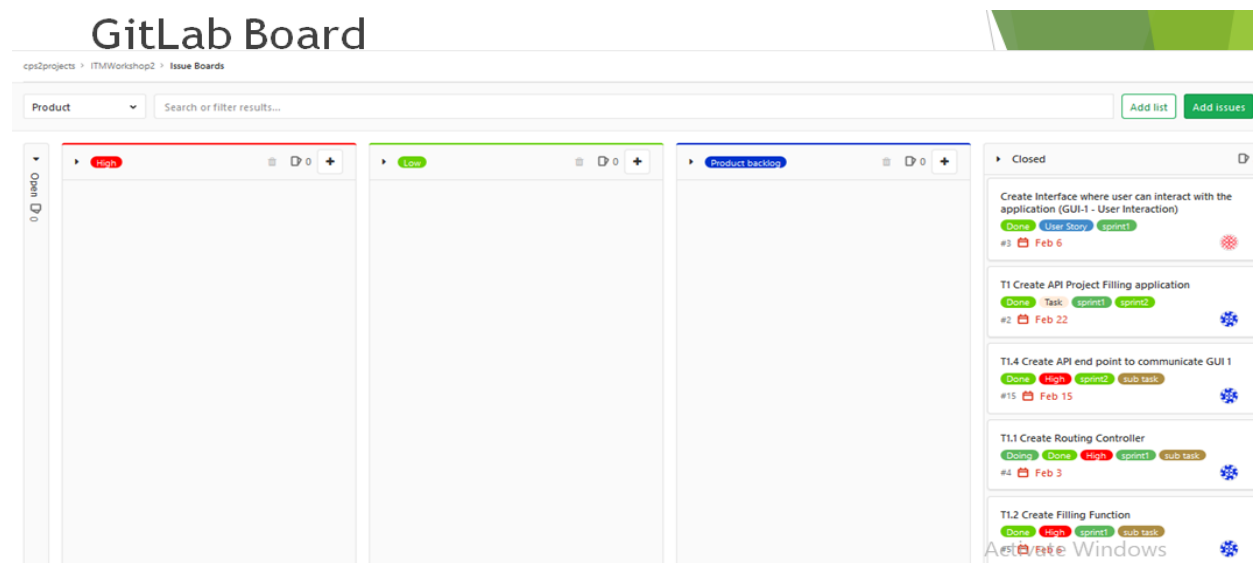 GitLab Board
cps2projects > ITMWorkshop2 > Issue Boards
Product
Search or filter results...
Add list
Add issues
Open 0
High 0 +
Low 0 +
Product backlog 0 +
Closed
Create Interface where user can interact with the
application (GUI-1 - User Interaction)
Done User Story sprint1
#3 Feb 6
T1 Create API Project Filling application
Done Task sprint1 sprint2
#2 Feb 22
T1.4 Create API end point to communicate GUI 1
Done High sprint2 sub task
#15 Feb 15
T1.1 Create Routing Controller
Doing Done High sprint1 sub task
#4 Feb 3
T1.2 Create Filling Function
Done High sprint1 sub task
#5 Feb 6
Activate Windows